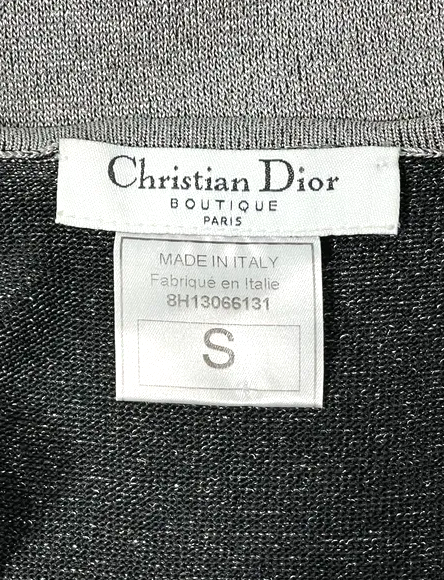 Christian Dior
BOUTIQUE
PARIS
MADE IN ITALY
Fabriqué en Italie
8H13066131
S